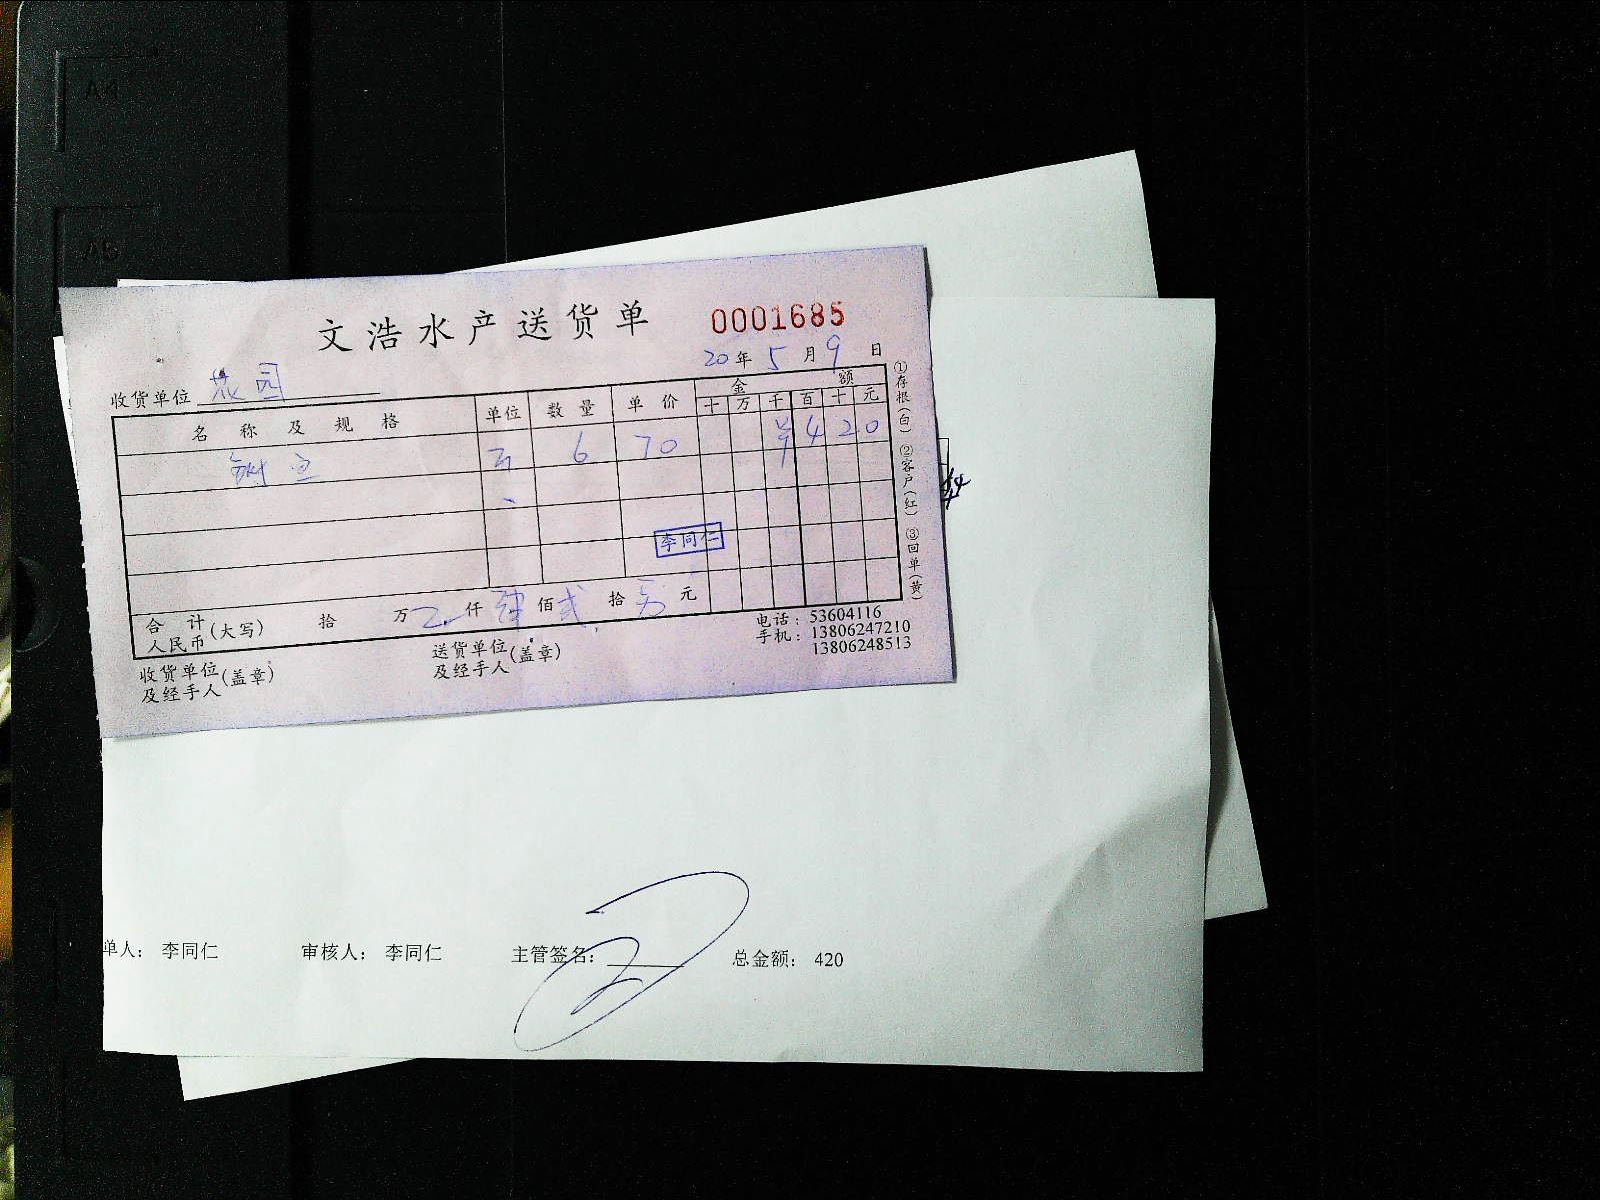 A4
A5
文浩水产送货单
0001685
20年5月9日
收货单位 花园
名称及规格 单位 数量 单价 金额
十 万 千 百 十 元
6 70 ¥ 4 2 0
李同仁
合计人民币(大写) 拾 万 仟 肆 佰 贰 拾 元
收货单位及经手人(盖章)
送货单位及经手人(盖章)
电话：53604116
手机：13806247210
13806248513
①存根(白) ②客户(红) ③回单(黄)
单人： 李同仁 审核人： 李同仁 主管签名： 总金额： 420